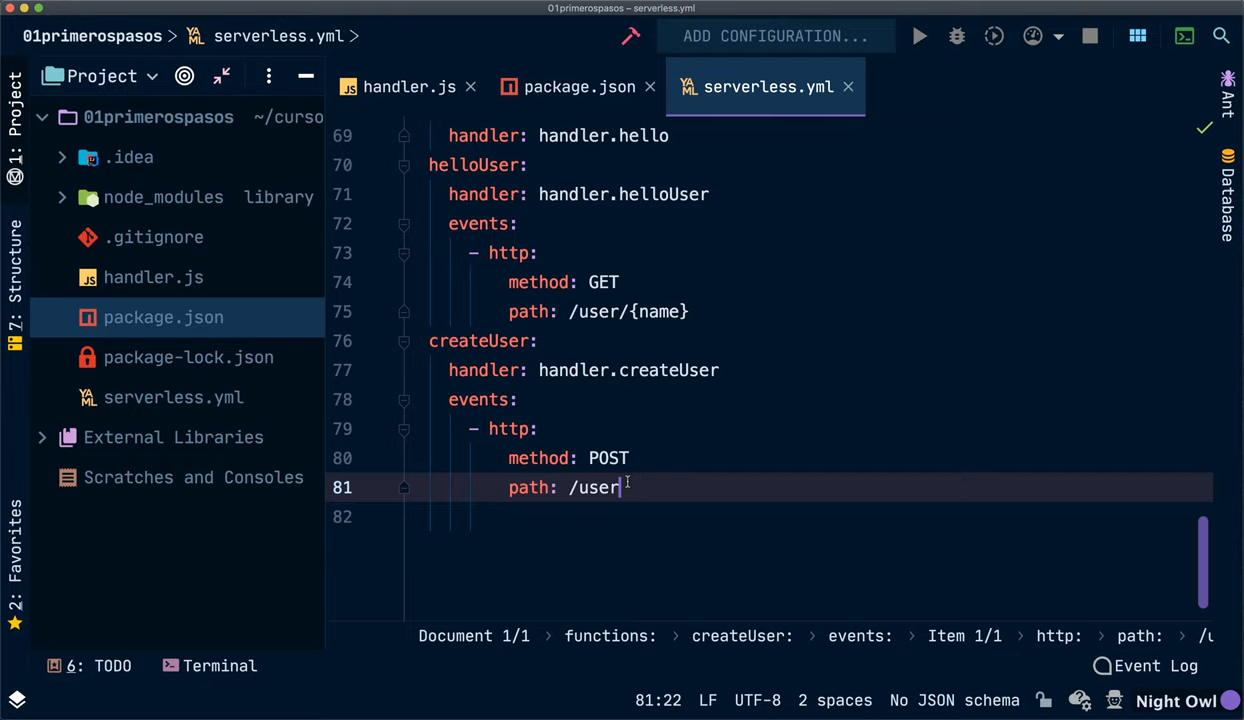 01primerospasos – serverless.yml
01primerospasos > serverless.yml >
ADD CONFIGURATION...
Project
handler.js
package.json
serverless.yml
1: Project
7: Structure
2: Favorites
01primerospasos ~/curso
.idea
node_modules library
.gitignore
handler.js
package.json
package-lock.json
serverless.yml
External Libraries
Scratches and Consoles
69 handler: handler.hello
70 helloUser:
71 handler: handler.helloUser
72 events:
73 - http:
74 method: GET
75 path: /user/{name}
76 createUser:
77 handler: handler.createUser
78 events:
79 - http:
80 method: POST
81 path: /user
82
Ant
Database
Document 1/1 > functions: > createUser: > events: > Item 1/1 > http: > path: > /u
6: TODO
Terminal
Event Log
81:22 LF UTF-8 2 spaces No JSON schema Night Owl